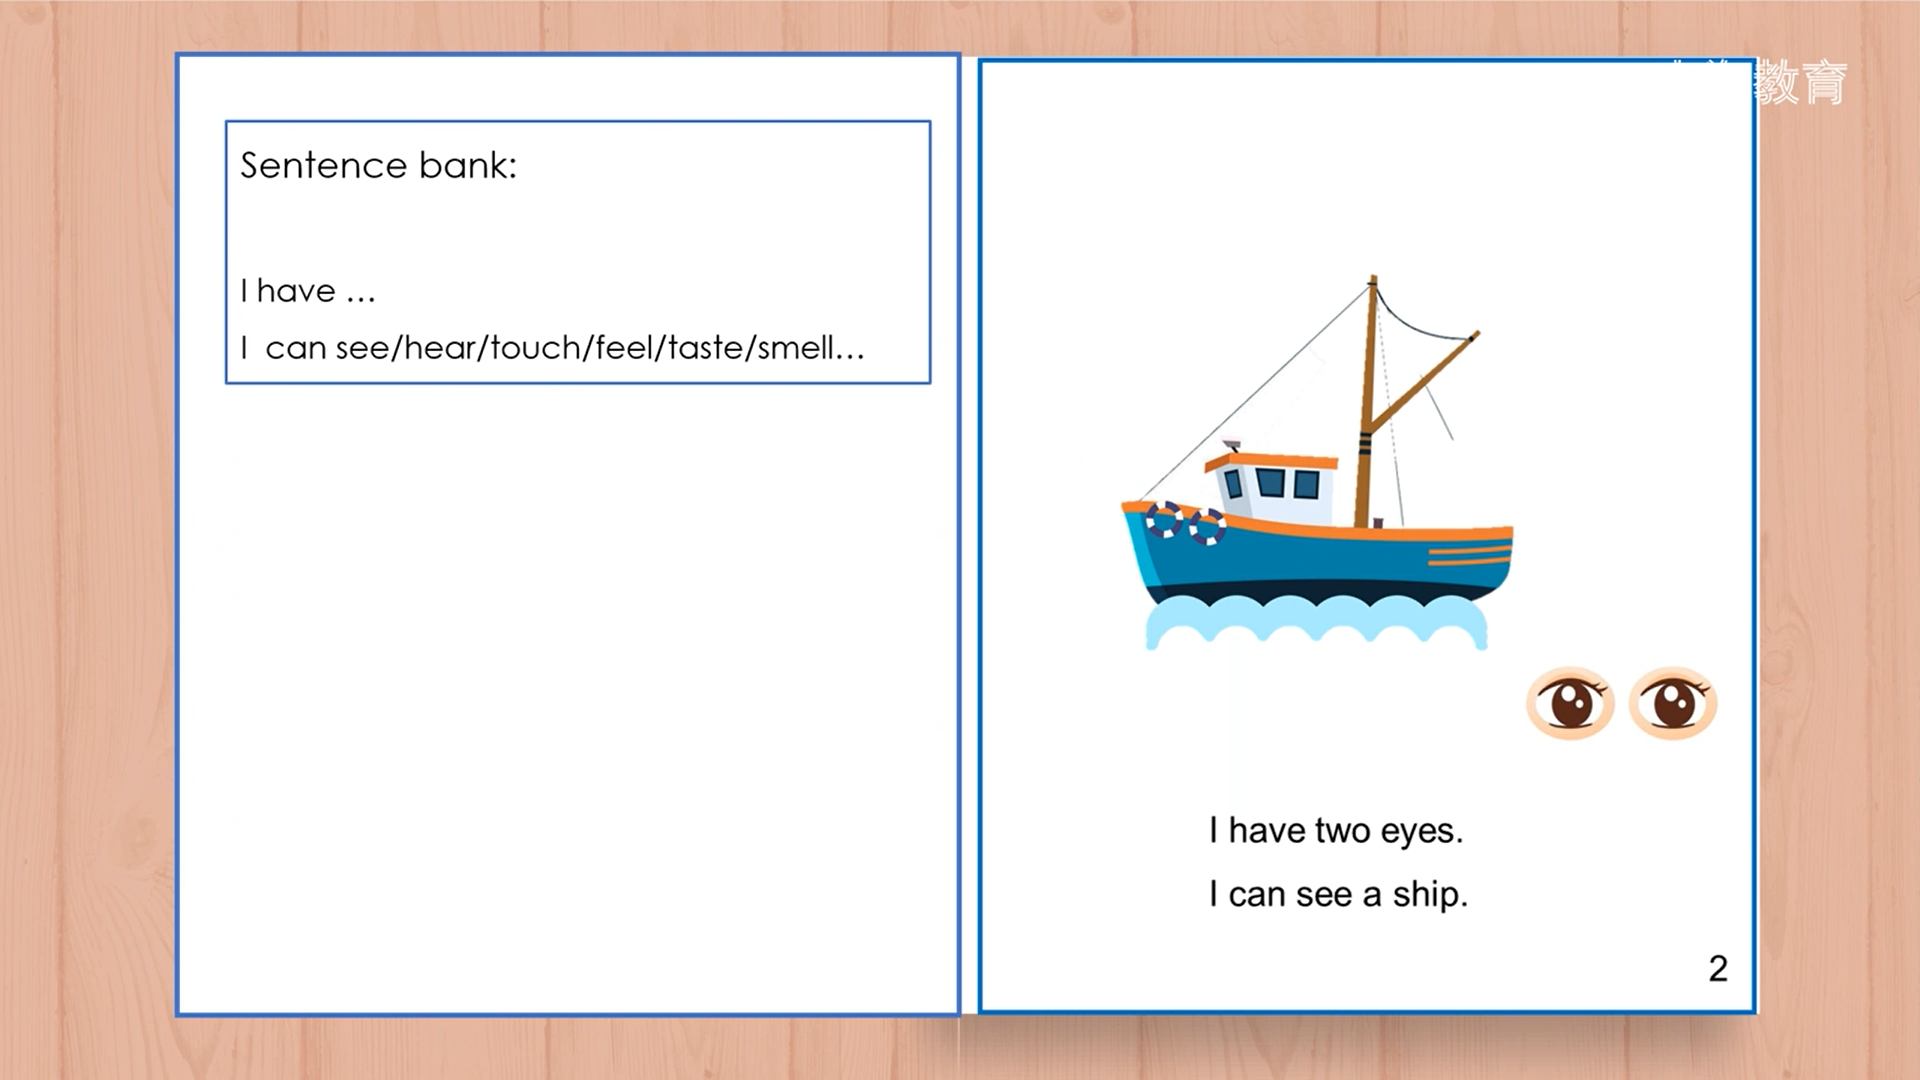 Sentence bank:
I have …
I can see/hear/touch/feel/taste/smell…
教育
I have two eyes.
I can see a ship.
2